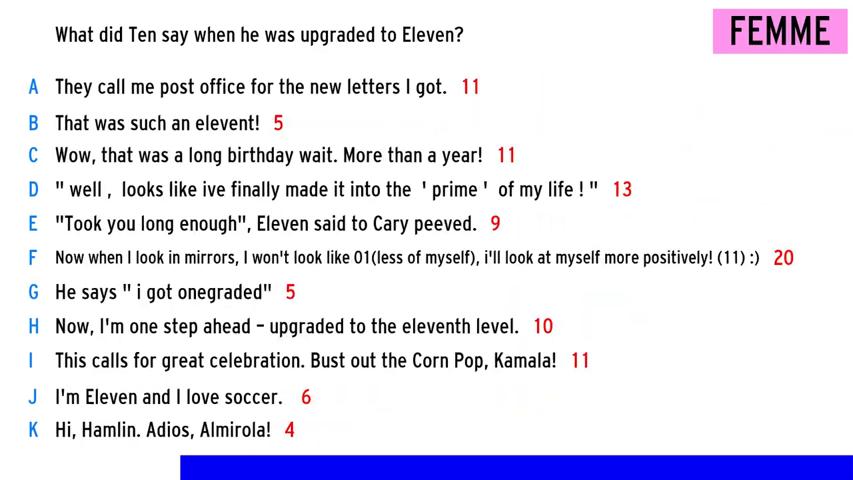 What did Ten say when he was upgraded to Eleven?
FEMME
A They call me post office for the new letters I got. 11
B That was such an elevent! 5
C Wow, that was a long birthday wait. More than a year! 11
D " well , looks like ive finally made it into the ' prime ' of my life ! " 13
E "Took you long enough", Eleven said to Cary peeved. 9
F Now when I look in mirrors, I won't look like 01(less of myself), i'll look at myself more positively! (11) :) 20
G He says " i got onegraded" 5
H Now, I'm one step ahead – upgraded to the eleventh level. 10
I This calls for great celebration. Bust out the Corn Pop, Kamala! 11
J I'm Eleven and I love soccer. 6
K Hi, Hamlin. Adios, Almirola! 4